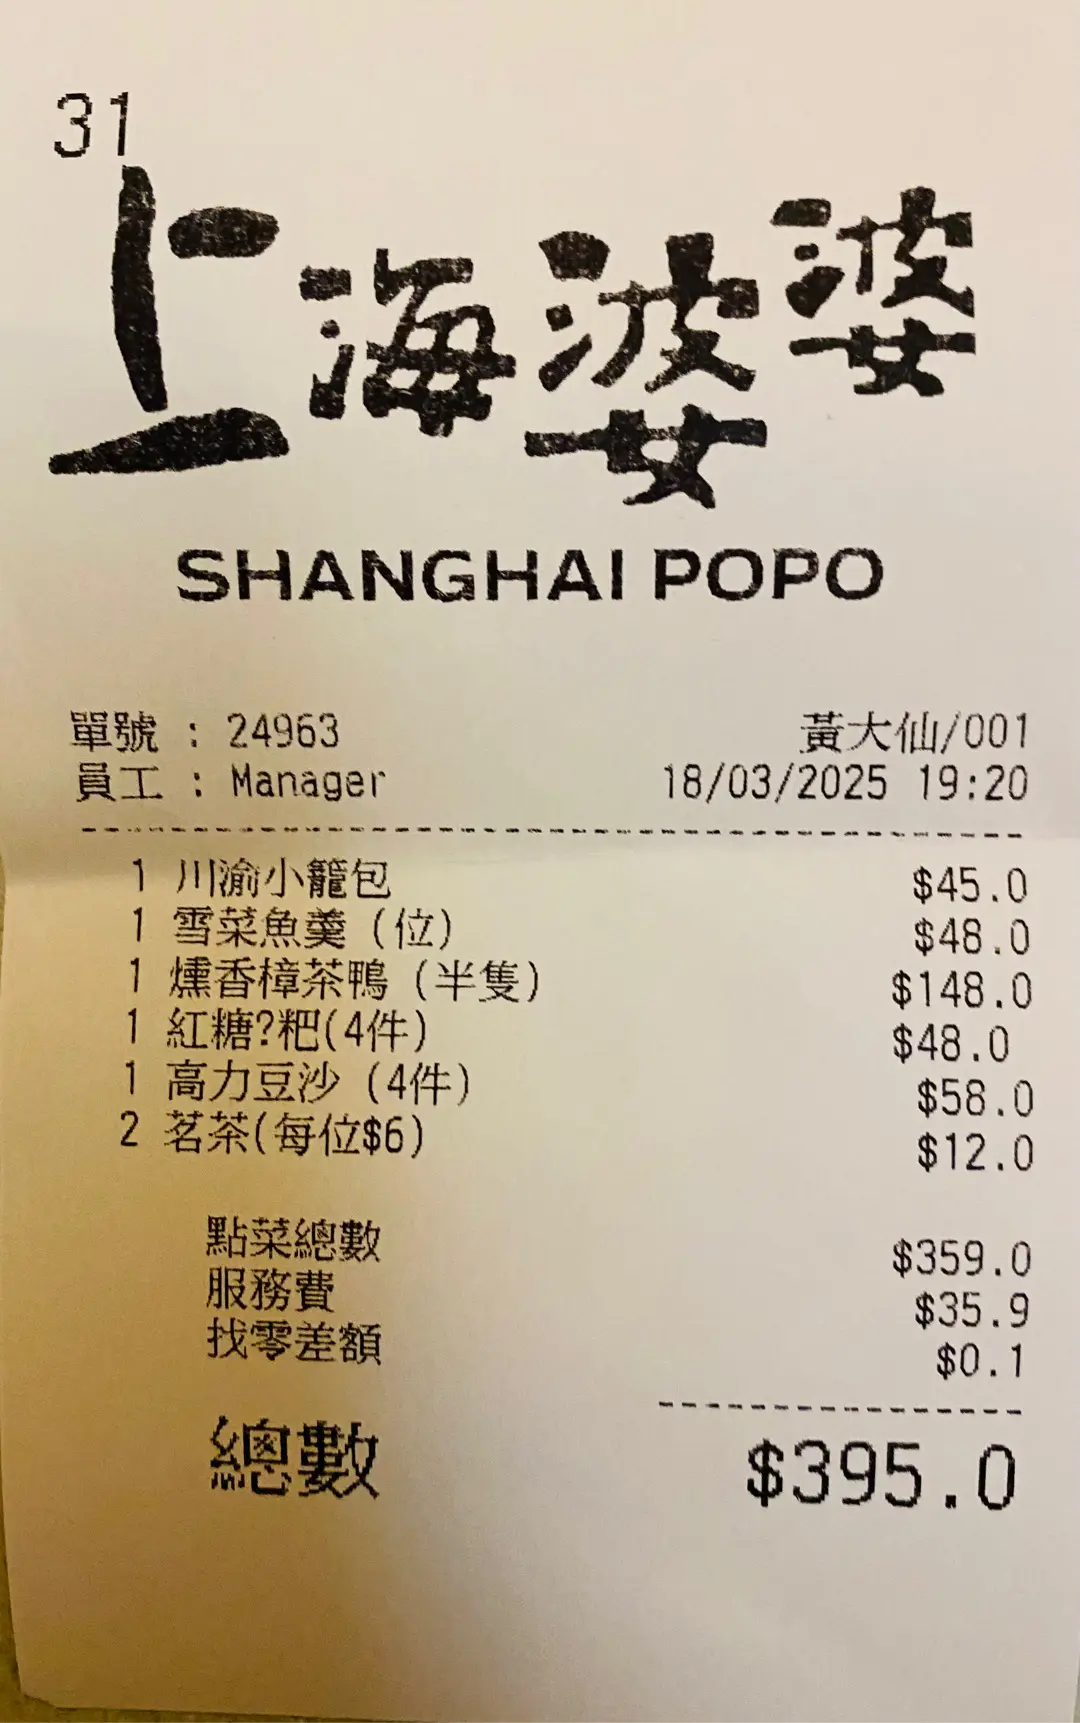 31
上海婆婆
SHANGHAI POPO
單號 : 24963 黃大仙/001
員工 : Manager 18/03/2025 19:20
1 川渝小籠包 $45.0
1 雪菜魚羹 (位) $48.0
1 燻香樟茶鴨 (半隻) $148.0
1 紅糖?粑(4件) $48.0
1 高力豆沙 (4件) $58.0
2 茗茶(每位$6) $12.0
點菜總數 $359.0
服務費 $35.9
找零差額 $0.1
總數 $395.0